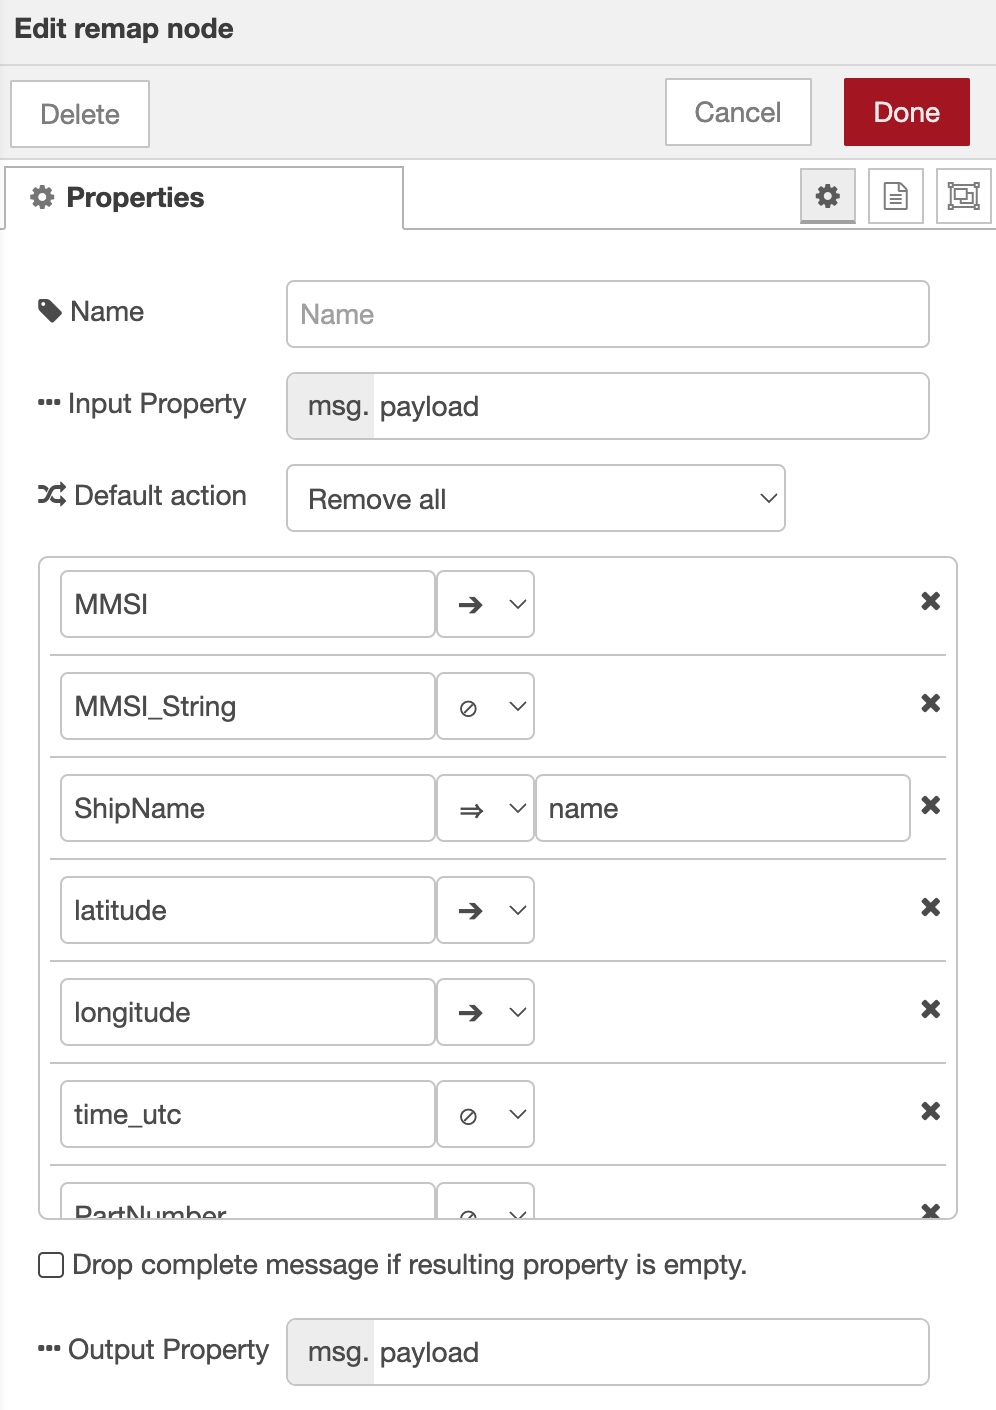 Edit remap node
Delete
Cancel
Done
Properties
Name
Name
Input Property
msg. payload
Default action
Remove all
MMSI
MMSI_String
ShipName
name
latitude
longitude
time_utc
PartNumber
Drop complete message if resulting property is empty.
Output Property
msg. payload